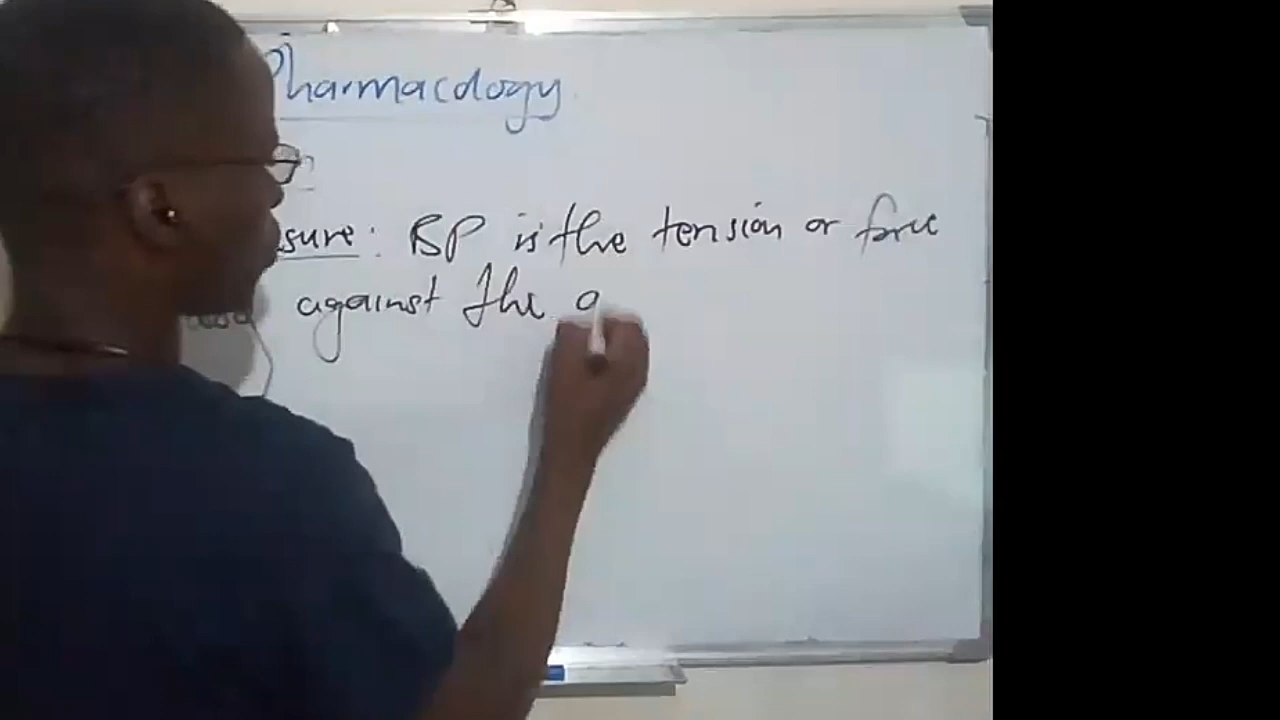 Pharmacology
sure: BP is the tension or force
against the a